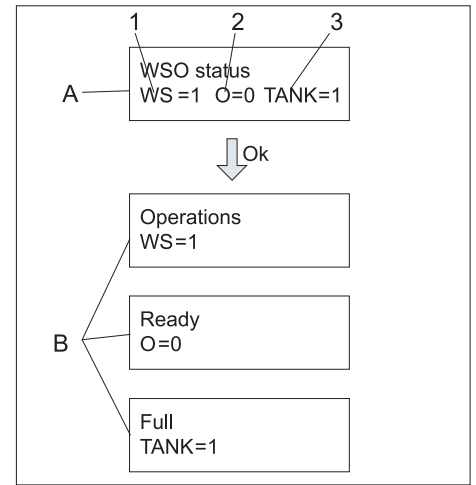 1 2 3
WSO status
A WS =1 O=0 TANK=1
Ok
Operations
WS=1
Ready
B O=0
Full
TANK=1